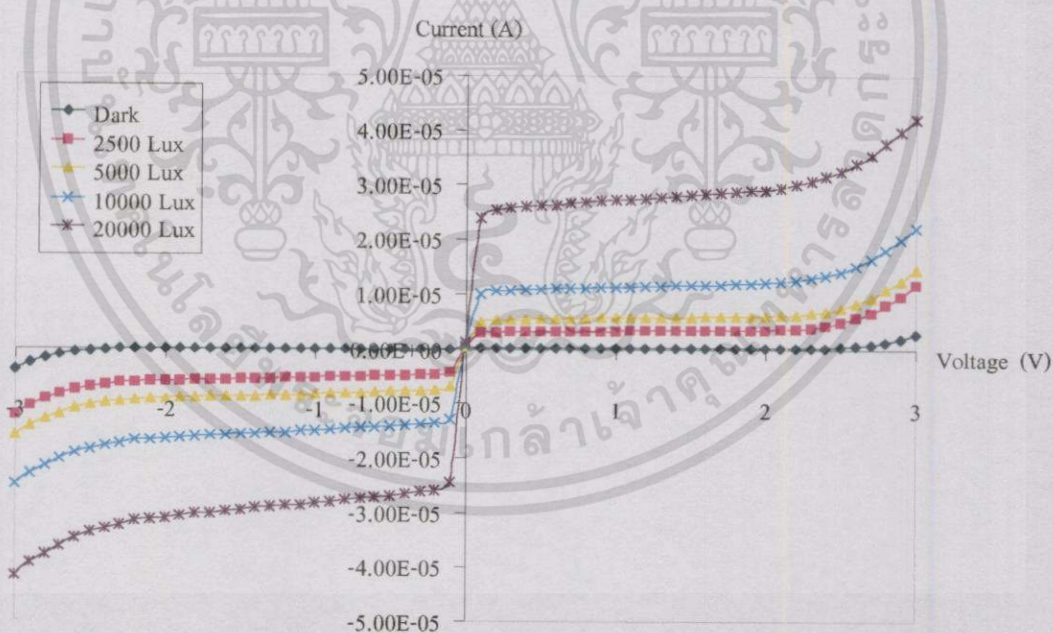 Current (A)
5.00E-05
4.00E-05
3.00E-05
2.00E-05
1.00E-05
0.00E+00
-1.00E-05
-2.00E-05
-3.00E-05
-4.00E-05
-5.00E-05
Dark
2500 Lux
5000 Lux
10000 Lux
20000 Lux
-3
-2
-1
0
1
2
3
Voltage (V)